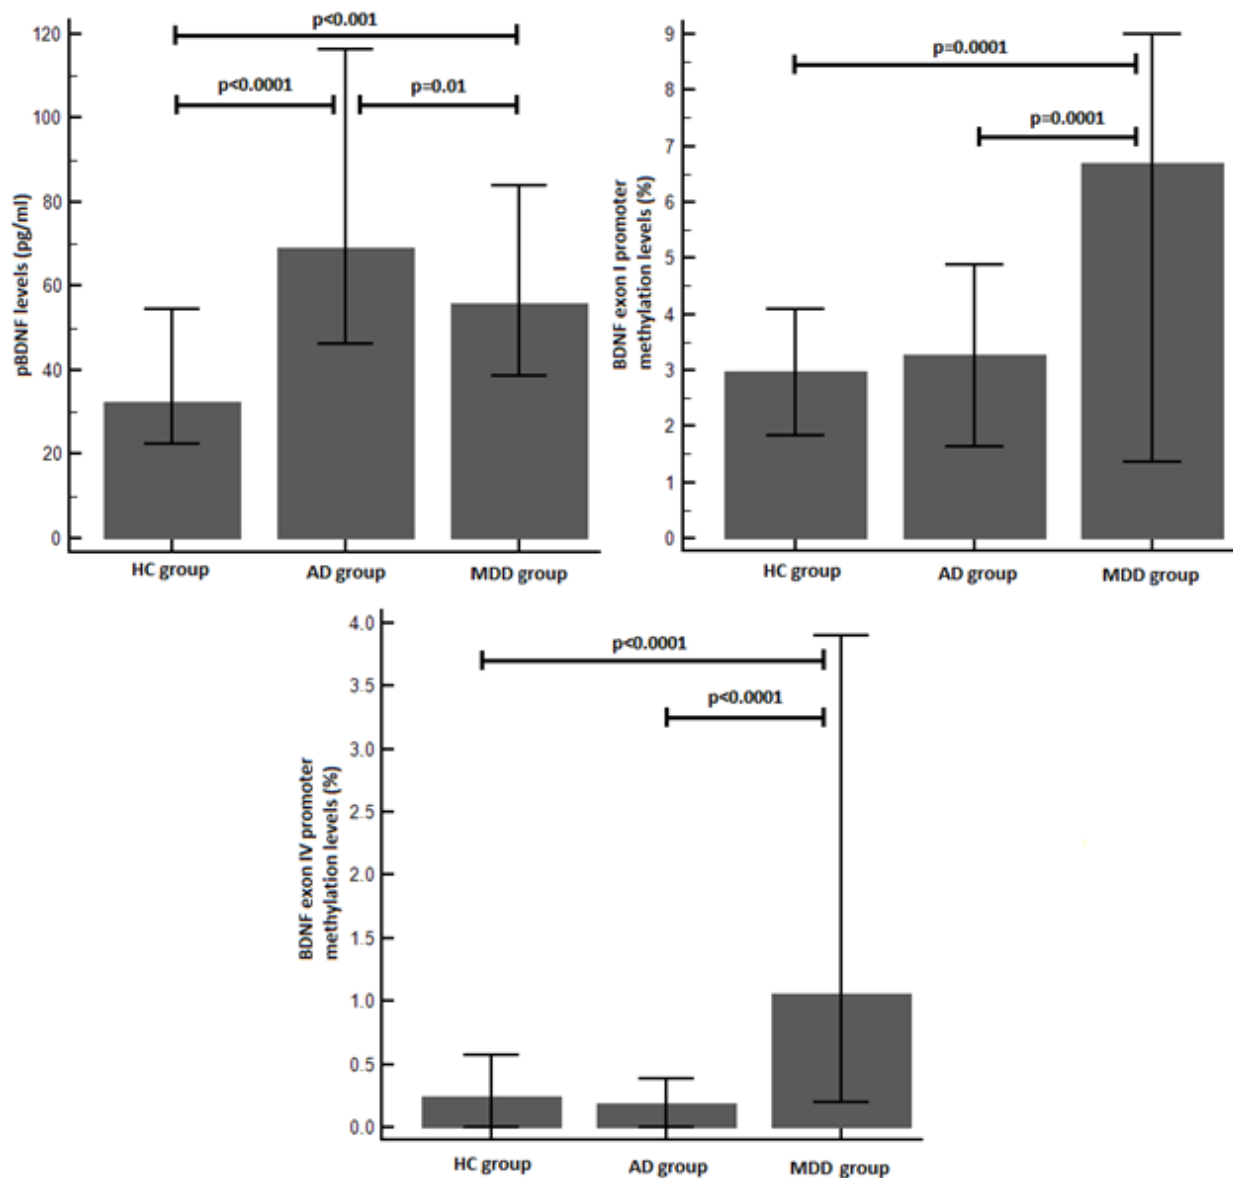 p<0.001
p<0.0001
p=0.01
120
100
80
60
40
20
0
pBDNF levels (pg/ml)
HC group
AD group
MDD group
p=0.0001
p=0.0001
9
8
7
6
5
4
3
2
1
0
BDNF exon I promoter
methylation levels (%)
HC group
AD group
MDD group
p<0.0001
p<0.0001
4.0
3.5
3.0
2.5
2.0
1.5
1.0
0.5
0.0
BDNF exon IV promoter
methylation levels (%)
HC group
AD group
MDD group